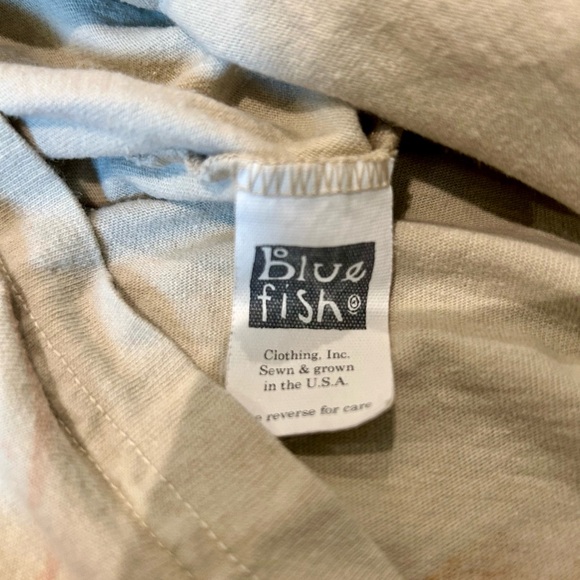 Blue
fish
Clothing, Inc.
Sewn & grown
in the U.S.A.
reverse for care